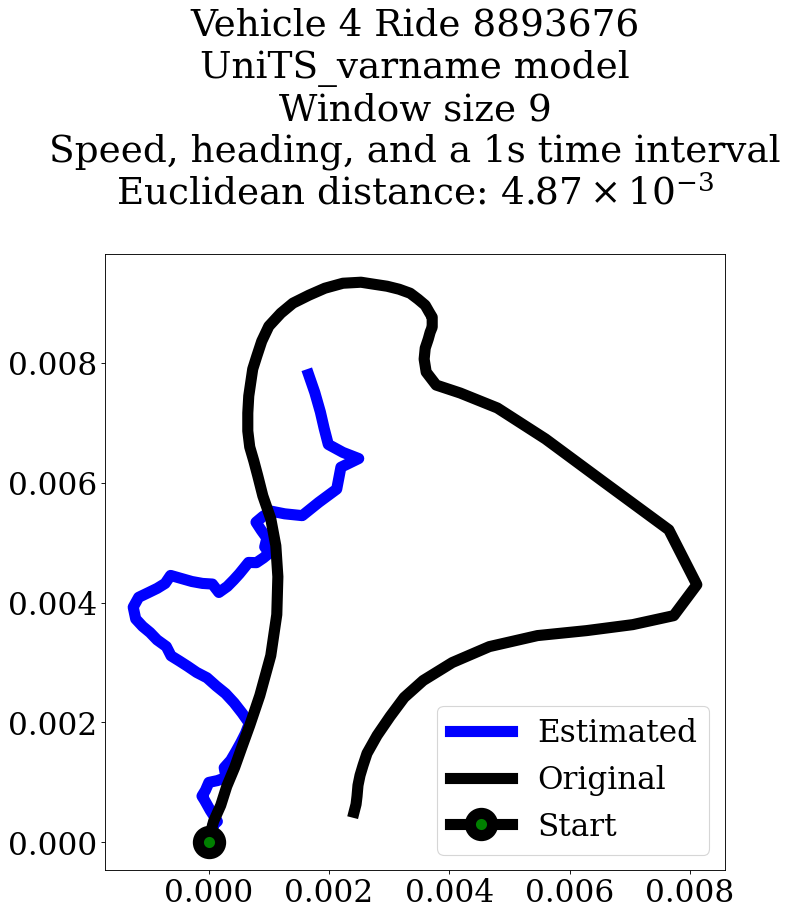 Vehicle 4 Ride 8893676
UniTS_varname model
Window size 9
Speed, heading, and a 1s time interval
Euclidean distance: 4.87 × 10⁻³
0.008
0.006
0.004
0.002
0.000
Estimated
Original
Start
0.000 0.002 0.004 0.006 0.008